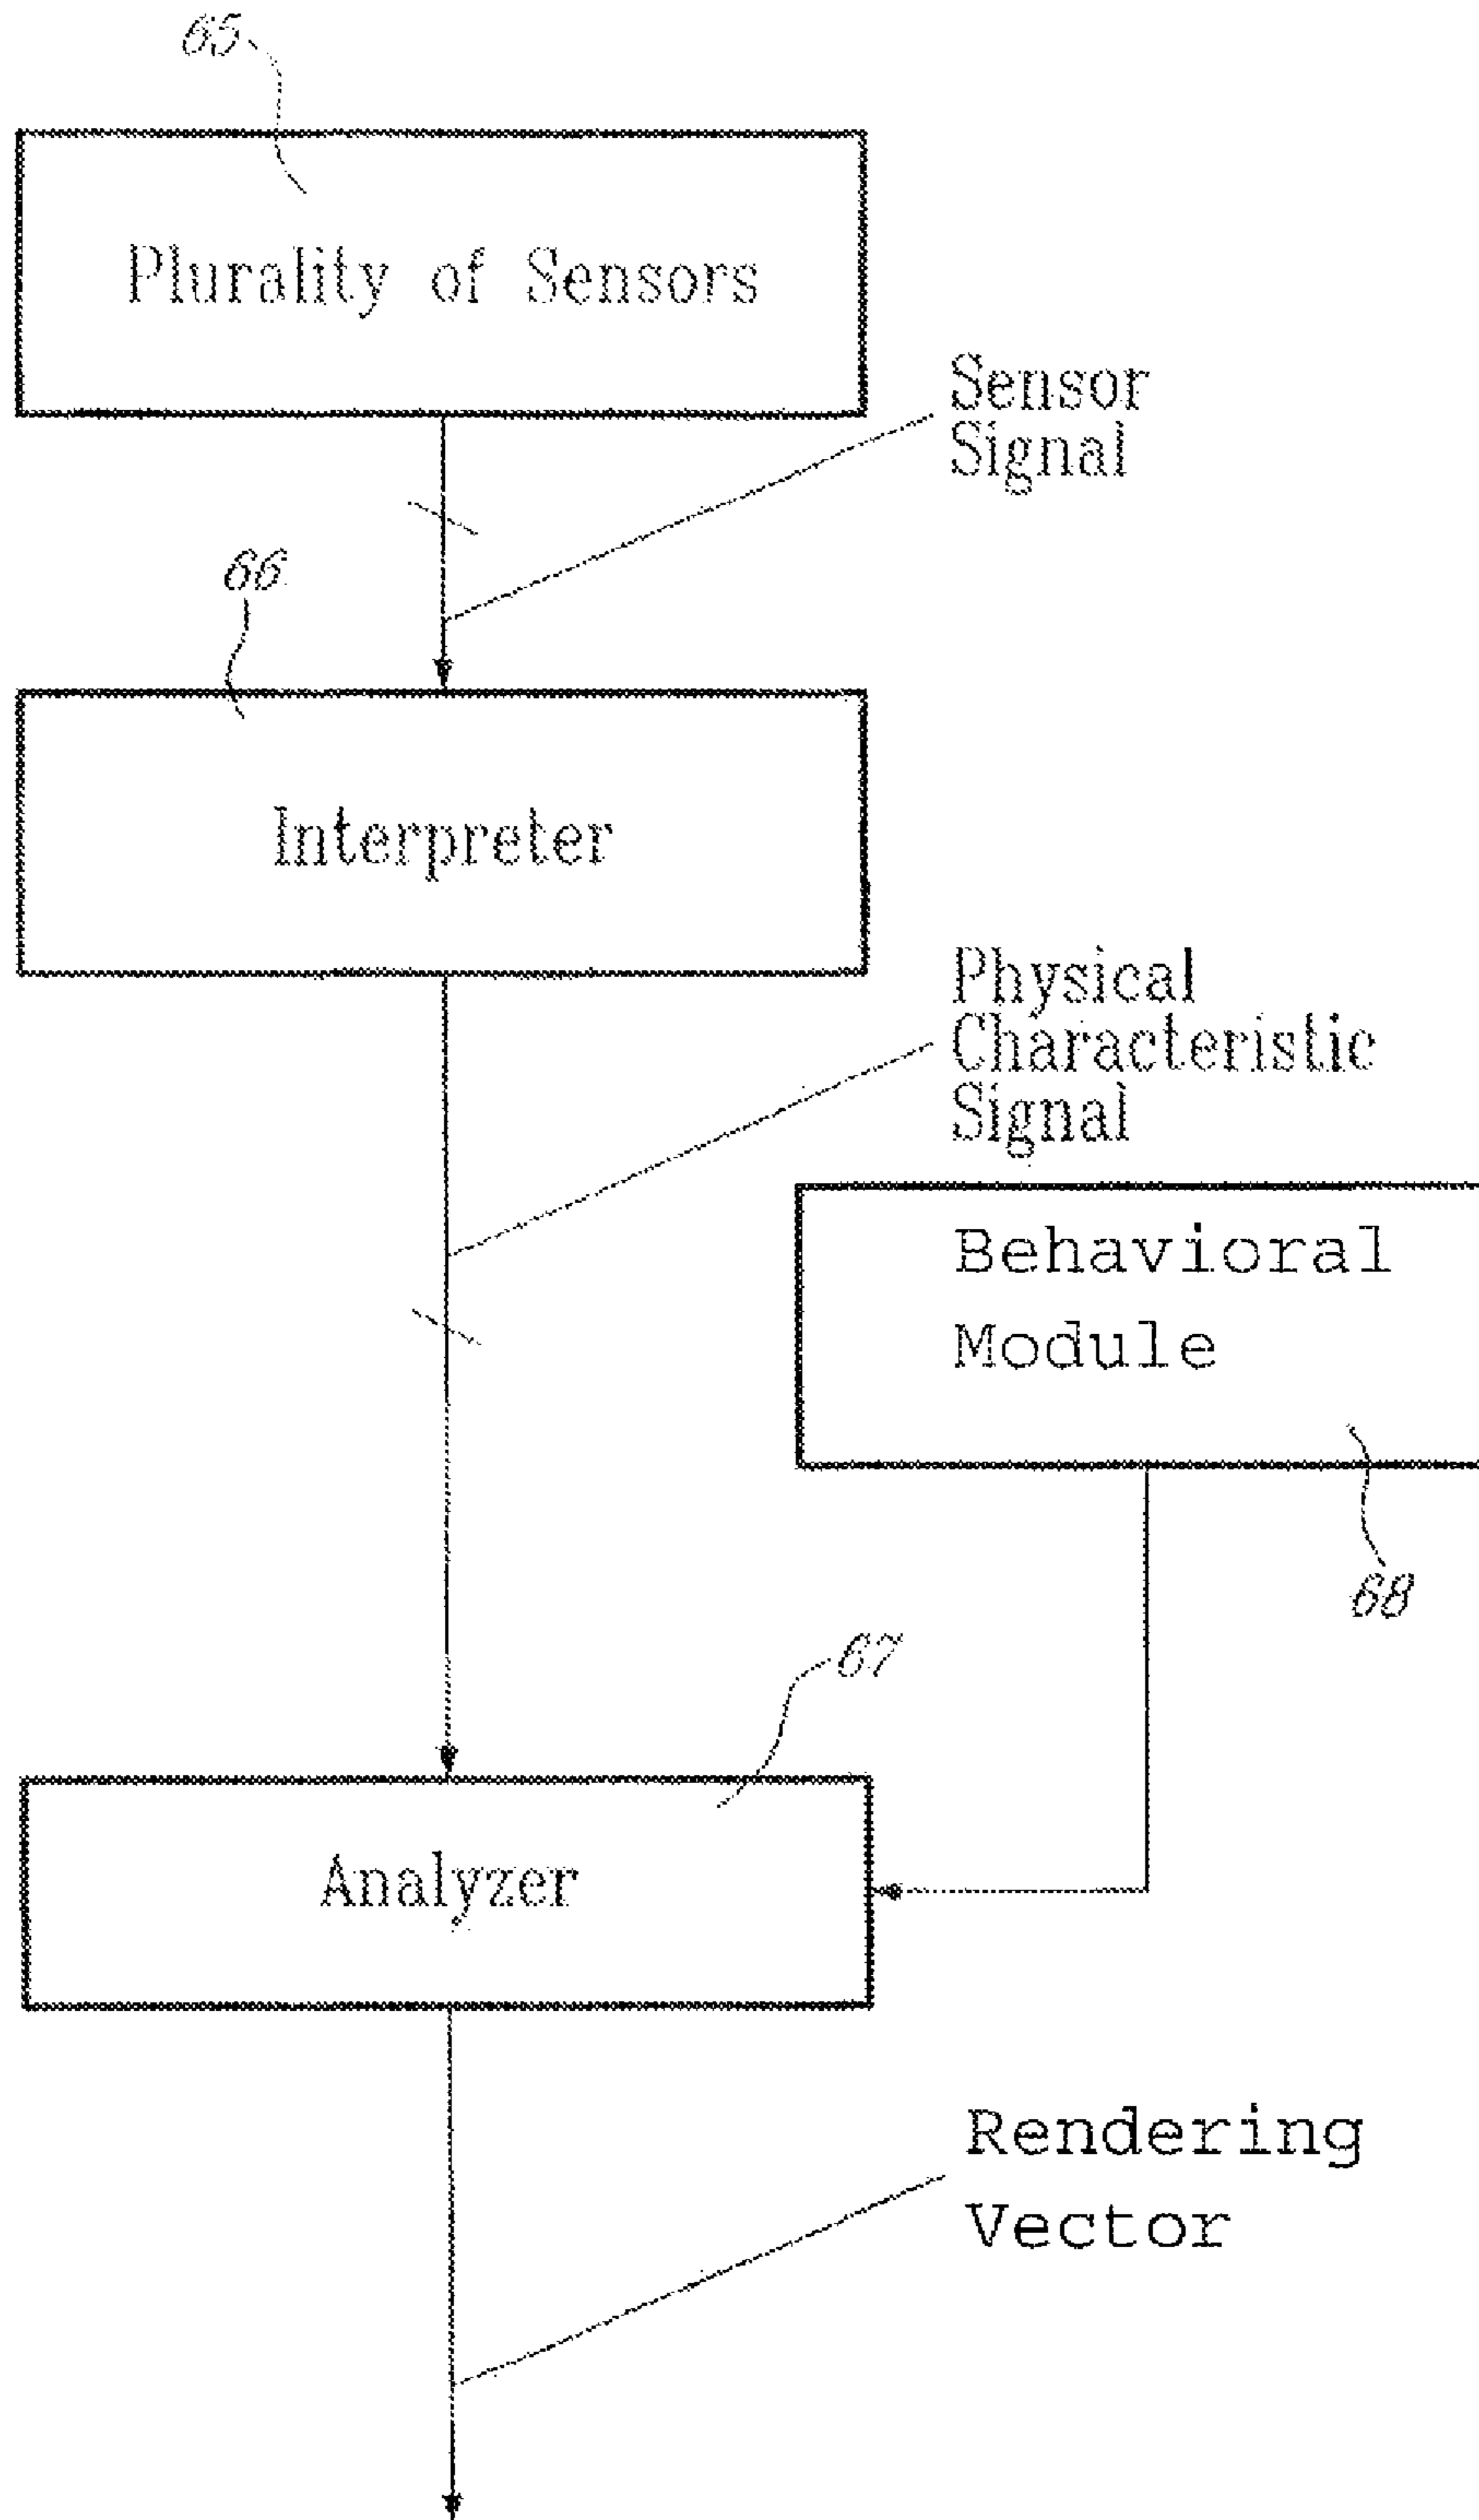 65
Plurality of Sensors
Sensor
Signal
66
Interpreter
Physical
Characteristic
Signal
Behavioral
Module
68
67
Analyzer
Rendering
Vector